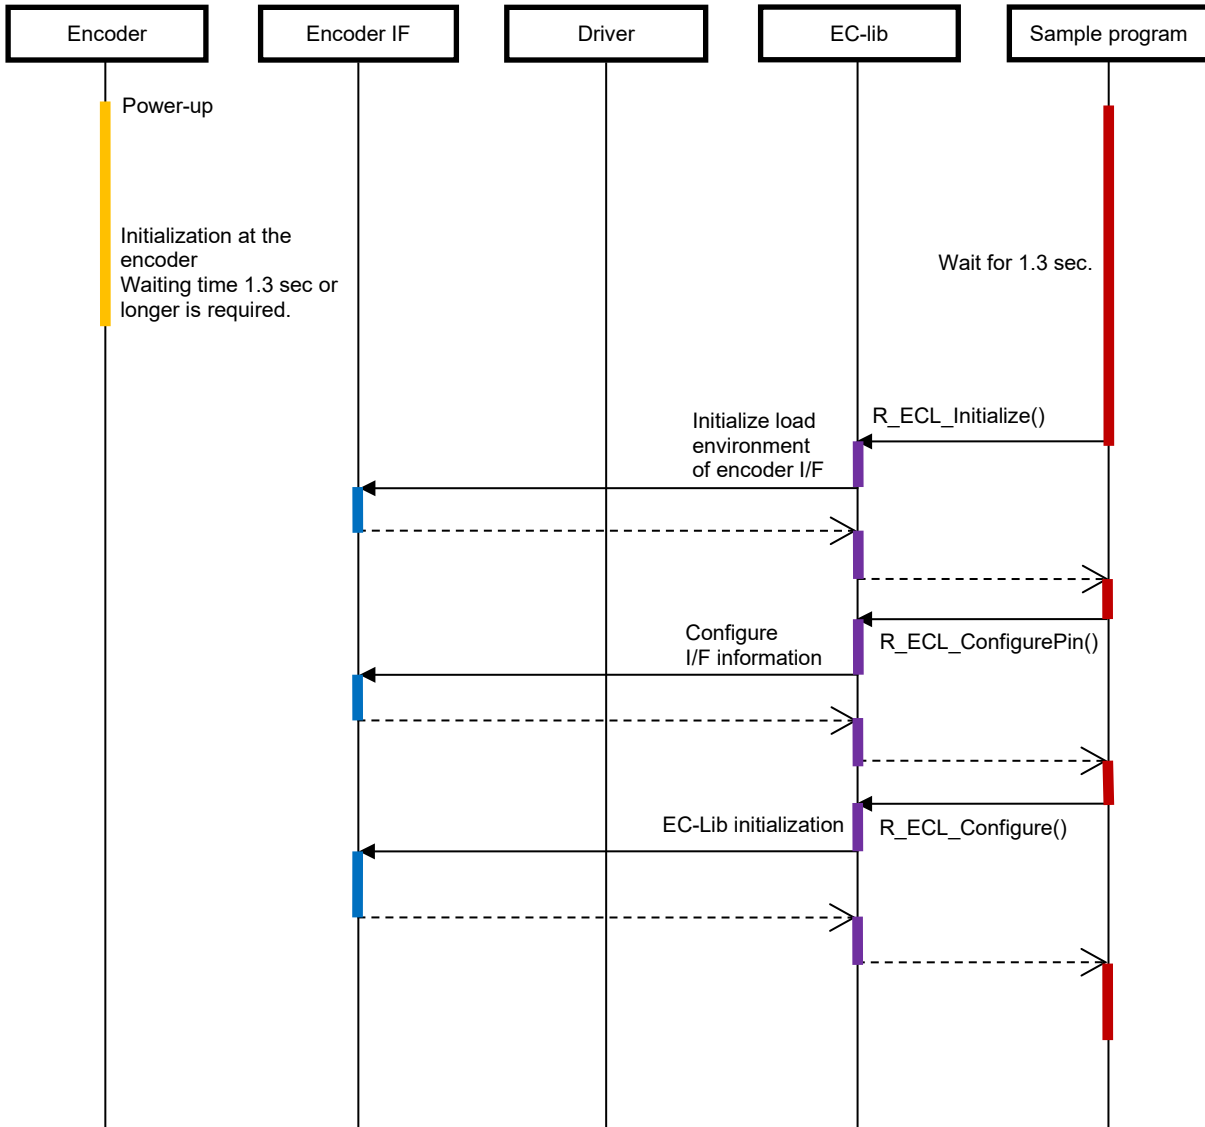 Encoder
Encoder IF
Driver
EC-lib
Sample program
Power-up
Initialization at the
encoder
Waiting time 1.3 sec or
longer is required.
Wait for 1.3 sec.
R_ECL_Initialize()
Initialize load
environment
of encoder I/F
Configure
I/F information
R_ECL_ConfigurePin()
EC-Lib initialization
R_ECL_Configure()